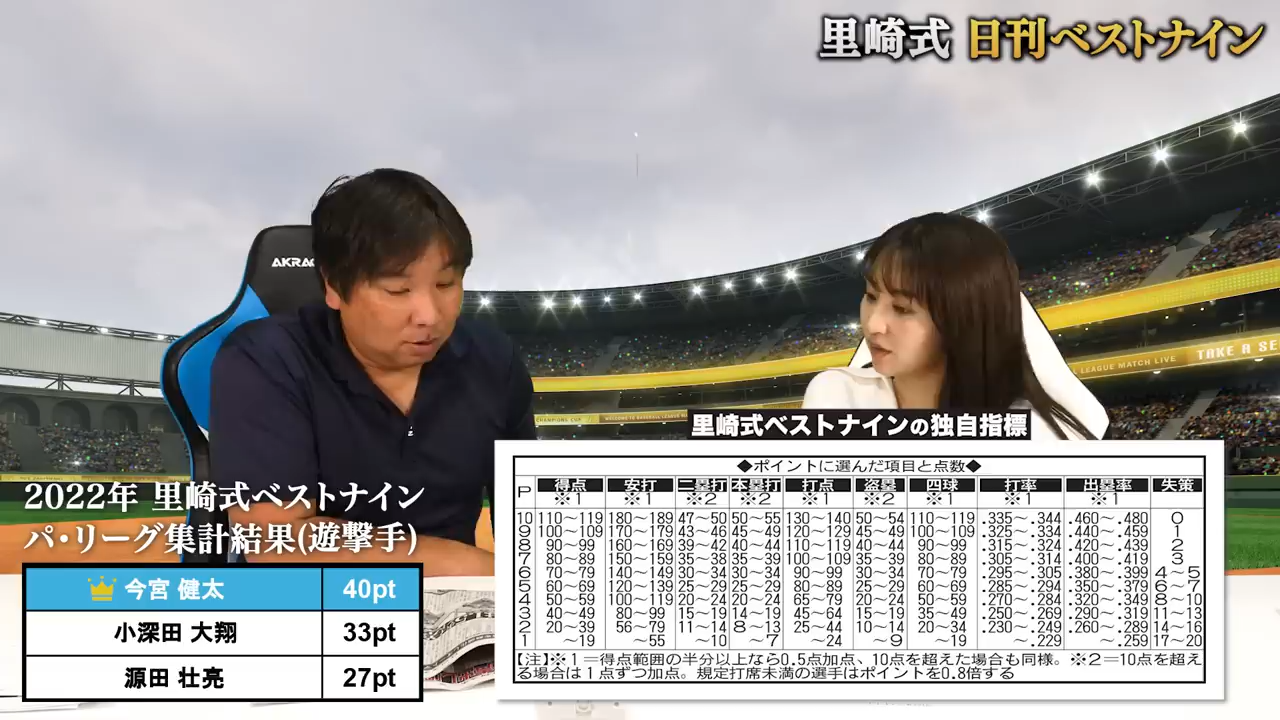 里崎式 日刊ベストナイン
AKRAC
LEAGUE MATCH LIVE
TAKE A SE
里崎式ベストナインの独自指標
2022年 里崎式ベストナイン
パ・リーグ集計結果(遊撃手)
今宮 健太 40pt
小深田 大翔 33pt
源田 壮亮 27pt
◆ポイントに選んだ項目と点数◆
P 得点※1 安打※1 二塁打※2 本塁打※2 打点※1 盗塁※2 四球※1 打率※1 出塁率※1 失策
10 110〜119 180〜189 47〜50 50〜55 130〜140 50〜54 110〜119 .335〜.344 .460〜.480 0
9 100〜109 170〜179 43〜46 45〜49 120〜129 45〜49 100〜109 .325〜.334 .440〜.459 1
8 90〜99 160〜169 39〜42 40〜44 110〜119 40〜44 90〜99 .315〜.324 .420〜.439 2
7 80〜89 150〜159 35〜38 35〜39 100〜109 35〜39 80〜89 .305〜.314 .400〜.419 3
6 70〜79 140〜149 30〜34 30〜34 90〜99 30〜34 70〜79 .295〜.305 .380〜.399 4〜5
5 60〜69 120〜139 25〜29 25〜29 80〜89 25〜29 60〜69 .285〜.294 .350〜.379 6〜7
4 50〜59 100〜119 20〜24 20〜24 65〜79 20〜24 50〜59 .270〜.284 .320〜.349 8〜10
3 40〜49 80〜99 15〜19 14〜19 45〜64 15〜19 35〜49 .250〜.269 .290〜.319 11〜13
2 20〜39 56〜79 11〜14 8〜13 25〜44 10〜14 20〜34 .230〜.249 .260〜.289 14〜16
1 〜19 〜55 〜10 〜7 〜24 〜9 〜19 〜.229 〜.259 17〜20
【注】※1＝得点範囲の半分以上なら0.5点加点、10点を超えた場合も同様。※2＝10点を超え
る場合は1点ずつ加点。規定打席未満の選手はポイントを0.8倍する